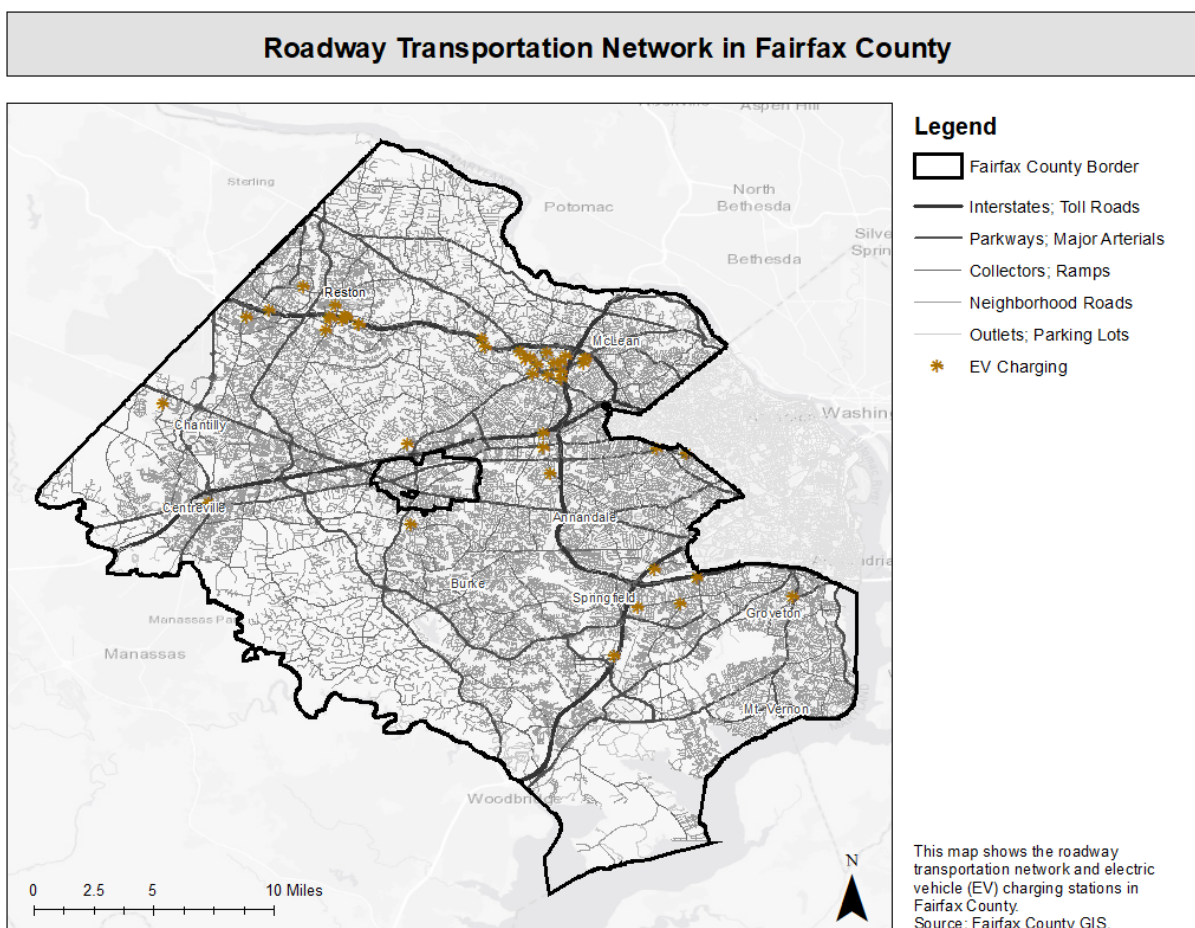 Roadway Transportation Network in Fairfax County
Aspen Hill
Sterling
North
Bethesda
Potomac
Bethesda
Silve
Sprin
Reston
McLean
Washin
Chantilly
Centreville
Annandale
Burke
Springfield
Groveton
Manassas
Mt. Vernon
0 2.5 5 10 Miles
N
Legend
Fairfax County Border
Interstates; Toll Roads
Parkways; Major Arterials
Collectors; Ramps
Neighborhood Roads
Outlets; Parking Lots
EV Charging
This map shows the roadway
transportation network and electric
vehicle (EV) charging stations in
Fairfax County.
Source: Fairfax County GIS.